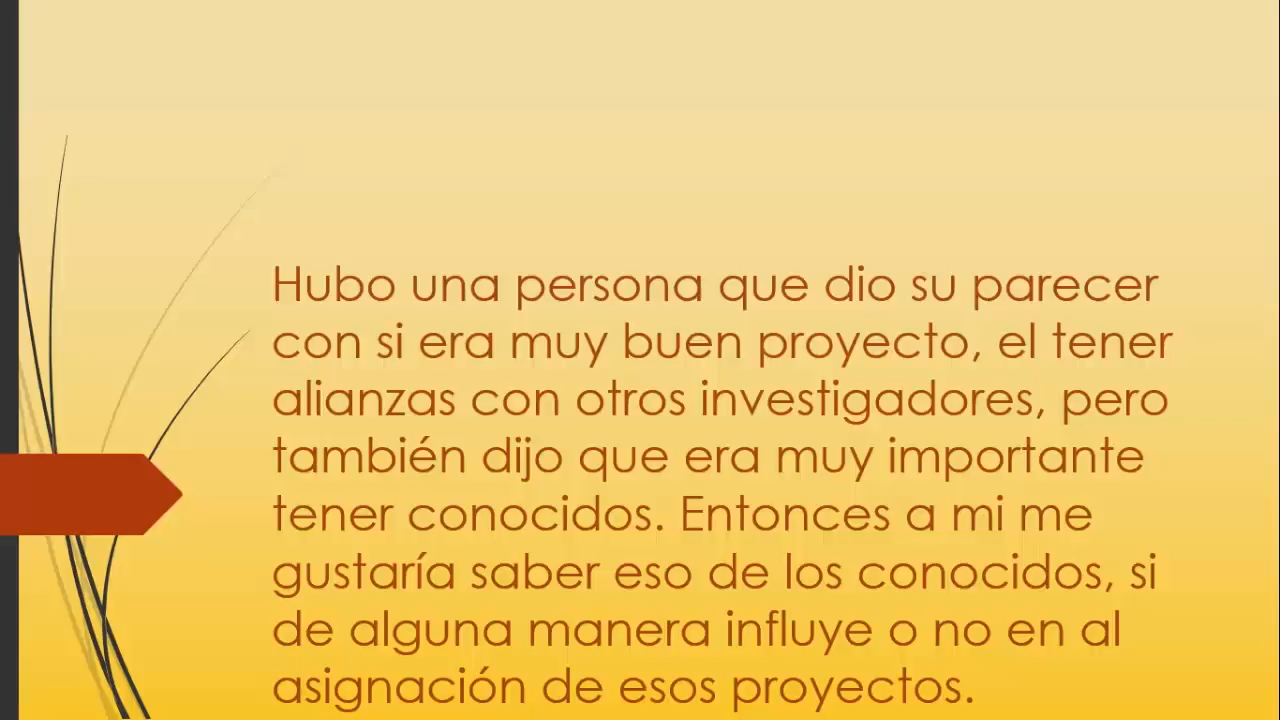 Hubo una persona que dio su parecer
con si era muy buen proyecto, el tener
alianzas con otros investigadores, pero
también dijo que era muy importante
tener conocidos. Entonces a mi me
gustaría saber eso de los conocidos, si
de alguna manera influye o no en al
asignación de esos proyectos.